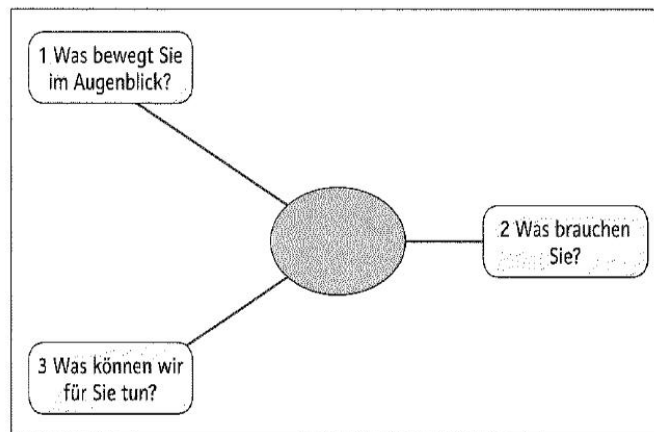 1 Was bewegt Sie
im Augenblick?
2 Was brauchen
Sie?
3 Was können wir
für Sie tun?